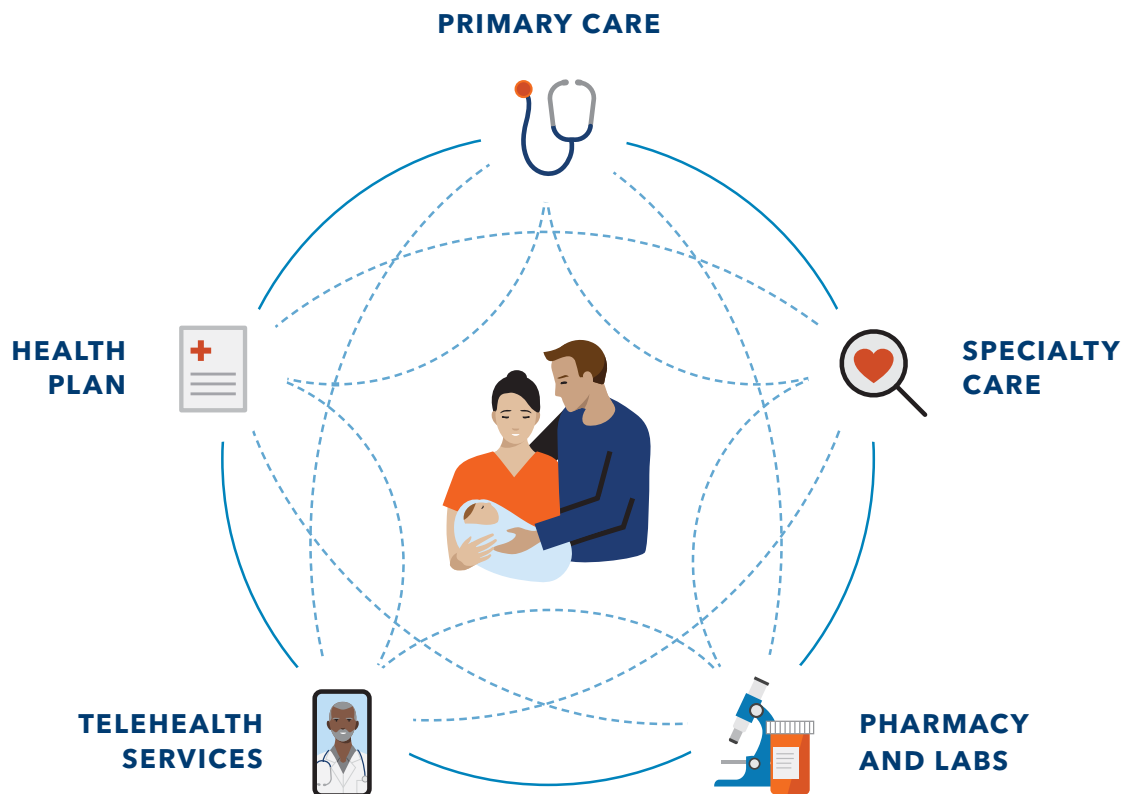 PRIMARY CARE
HEALTH
PLAN
SPECIALTY
CARE
TELEHEALTH
SERVICES
PHARMACY
AND LABS